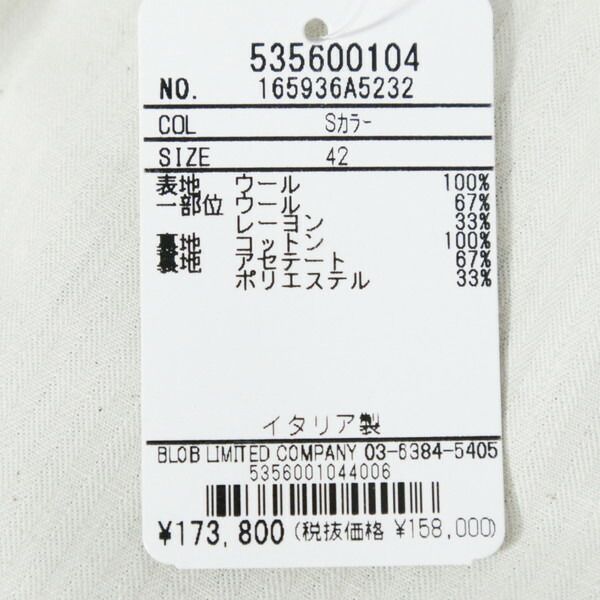 535600104
NO. 165936A5232
COL Sカラー
SIZE 42
表地 ウール 100%
一部位 ウール 67%
レーヨン 33%
裏地 コットン 100%
裏地 アセテート 67%
ポリエステル 33%
イタリア製
BLOB LIMITED COMPANY 03-6384-5405
5356001044006
¥173,800 (税抜価格 ¥158,000)